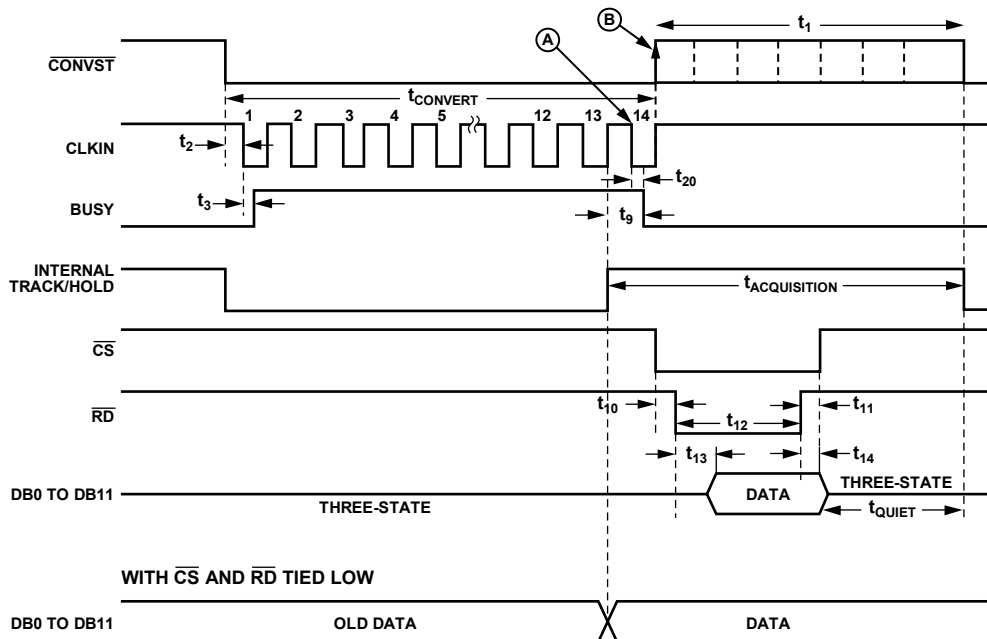 B
t1
A
CONVST
tCONVERT
1 2 3 4 5 12 13 14
CLKIN
t2
t20
t3
t9
BUSY
INTERNAL
TRACK/HOLD
tACQUISITION
CS
t10
t11
RD
t12
t13
t14
THREE-STATE
DB0 TO DB11
DATA
THREE-STATE
tQUIET
WITH CS AND RD TIED LOW
DB0 TO DB11 OLD DATA DATA